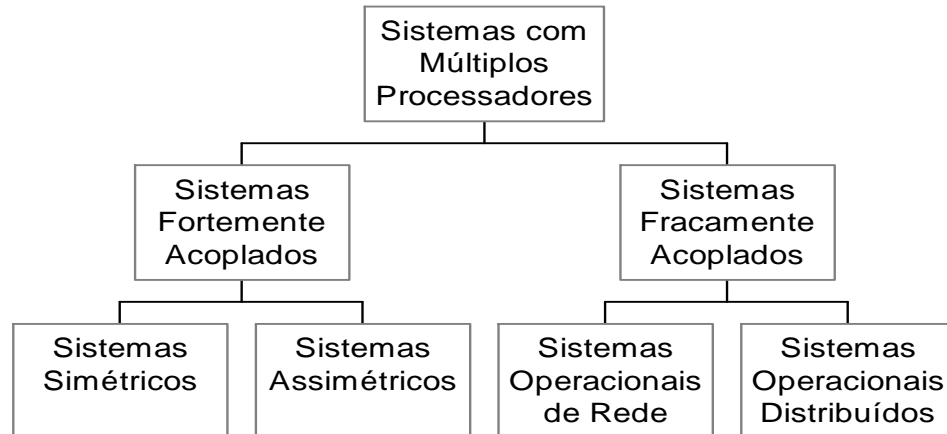 Sistemas com
Múltiplos
Processadores
Sistemas
Fortemente
Acoplados
Sistemas
Fracamente
Acoplados
Sistemas
Simétricos
Sistemas
Assimétricos
Sistemas
Operacionais
de Rede
Sistemas
Operacionais
Distribuídos